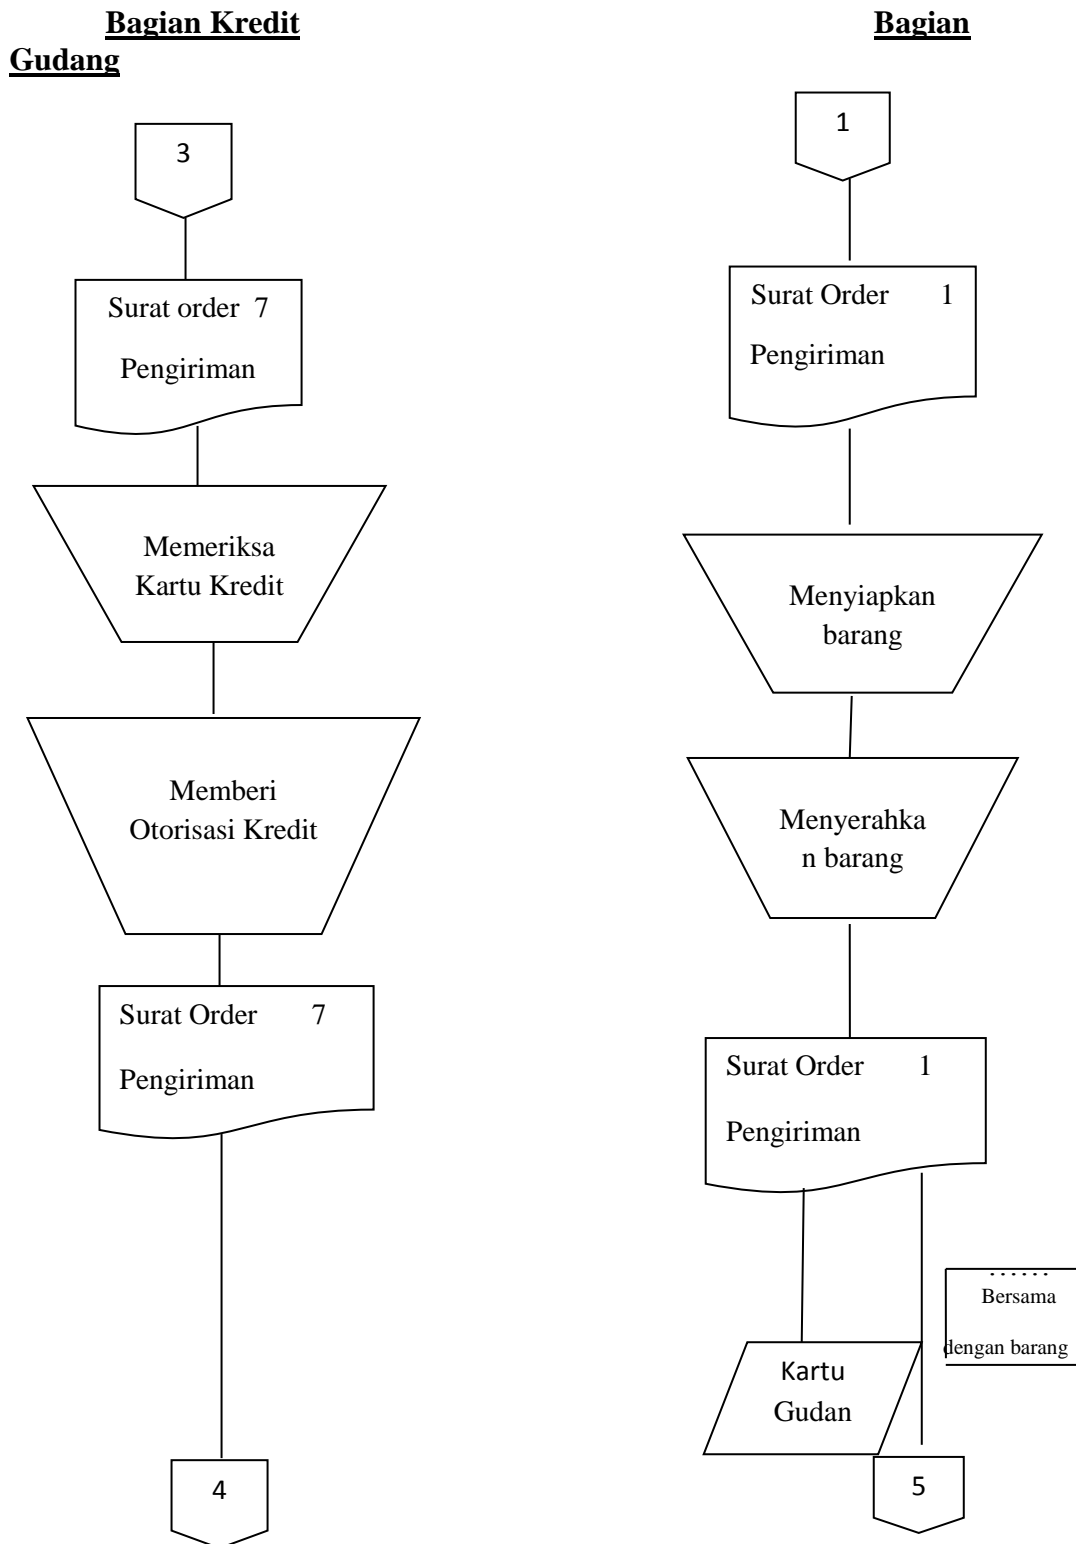 Bagian Kredit Bagian
Gudang
3
Surat order 7
Pengiriman
Memeriksa
Kartu Kredit
Memberi
Otorisasi Kredit
Surat Order 7
Pengiriman
4
1
Surat Order 1
Pengiriman
Menyiapkan
barang
Menyerahka
n barang
Surat Order 1
Pengiriman
......
Bersama
dengan barang
Kartu
Gudan
5